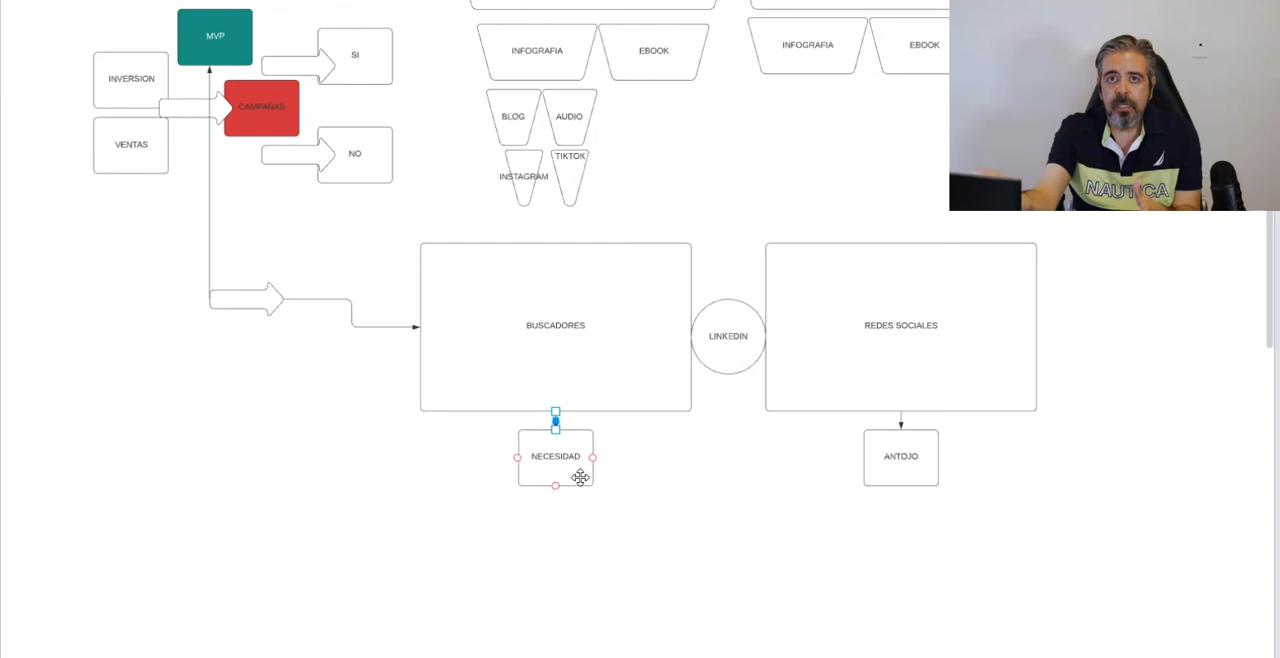 MVP
SI
INVERSION
CAMPAÑAS
VENTAS
NO
INFOGRAFIA
EBOOK
INFOGRAFIA
EBOOK
BLOG
AUDIO
INSTAGRAM
TIKTOK
NAUTICA
BUSCADORES
LINKEDIN
REDES SOCIALES
NECESIDAD
ANTOJO